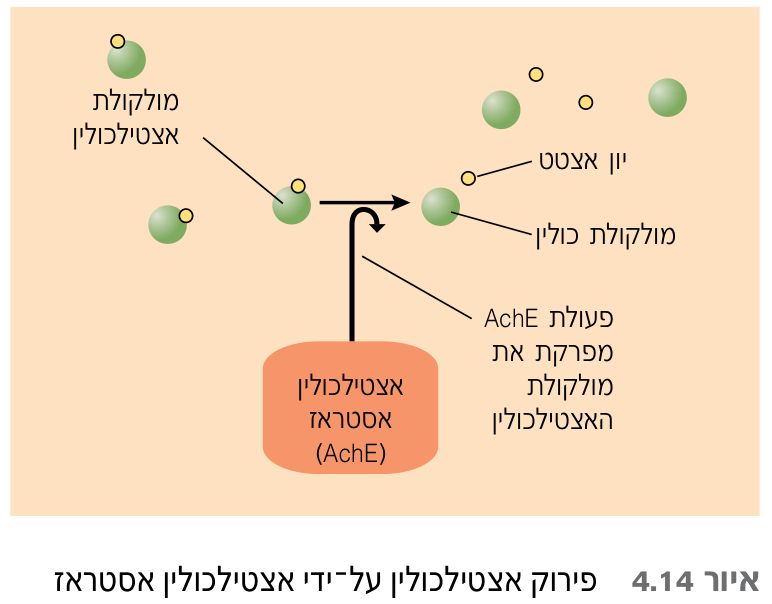 מולקולת
אצטילכולין
יון אצטט
מולקולת כולין
פעולת AchE
מפרקת את
מולקולת
האצטילכולין
אצטילכולין
אסטראז
(AchE)
איור 4.14 פירוק אצטילכולין על־ידי אצטילכולין אסטראז